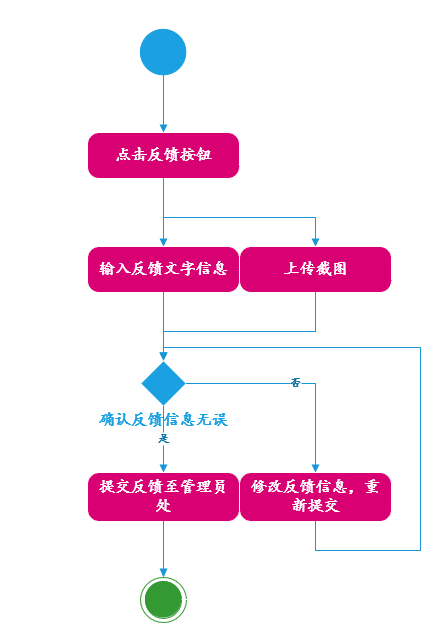 点击反馈按钮
输入反馈文字信息
上传截图
否
确认反馈信息无误
是
提交反馈至管理员
处
修改反馈信息，重
新提交